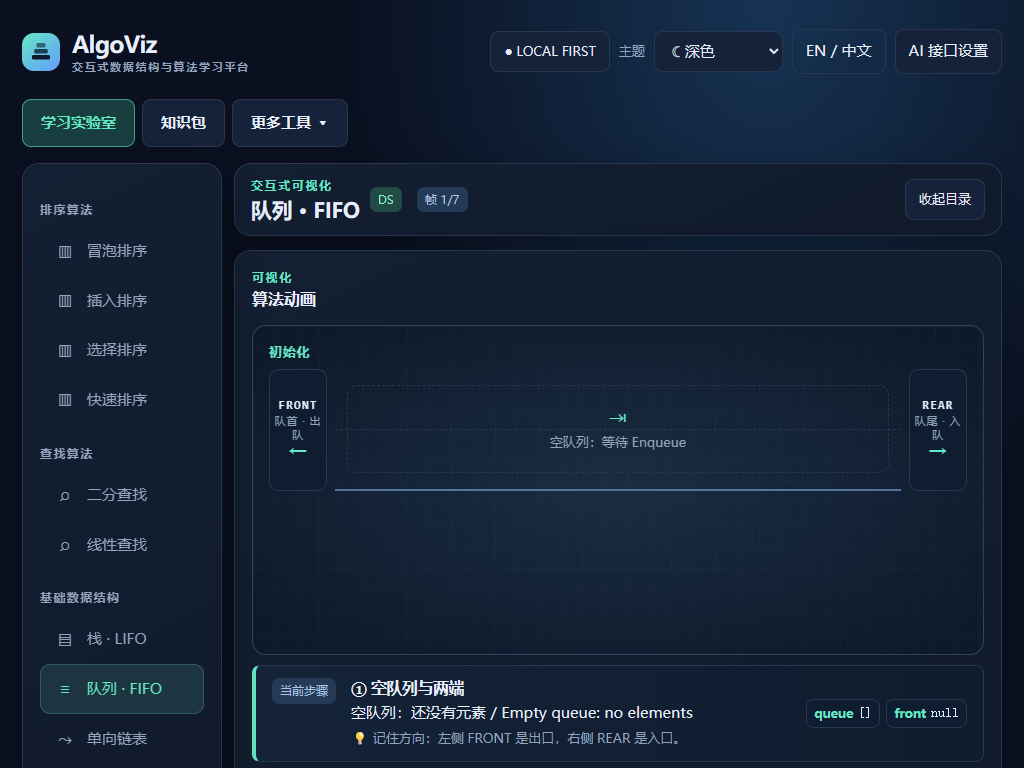 AlgoViz
交互式数据结构与算法学习平台
● LOCAL FIRST
主题
☾ 深色
EN / 中文
AI 接口设置
学习实验室
知识包
更多工具 ▾
排序算法
冒泡排序
插入排序
选择排序
快速排序
查找算法
二分查找
线性查找
基础数据结构
栈 · LIFO
队列 · FIFO
单向链表
交互式可视化
队列 • FIFO
DS
帧 1/7
收起目录
可视化
算法动画
初始化
FRONT
队首 · 出
队
←
⇥
空队列：等待 Enqueue
REAR
队尾 · 入
队
→
当前步骤
① 空队列与两端
空队列：还没有元素 / Empty queue: no elements
💡 记住方向：左侧 FRONT 是出口，右侧 REAR 是入口。
queue []
front null